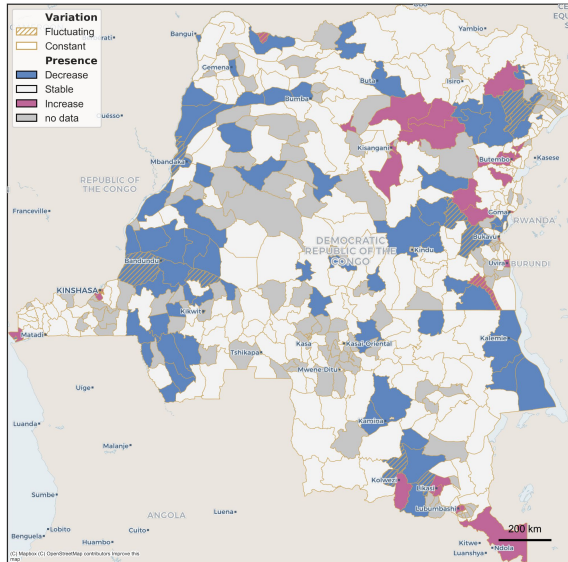 Variation
Fluctuating
Constant
Presence
Decrease
Stable
Increase
no data
Bangui
Yambio
Gemena
Buta
Isiro
Bumba
Kisangani
Butembo
Kasese
Mbandaka
REPUBLIC OF
THE CONGO
Franceville
Goma
RWANDA
Bukavu
DEMOCRATIC
REPUBLIC OF THE
CONGO
Kindu
Bandundu
Uvira
BURUNDI
KINSHASA
Kikwit
Matadi
Kasaï-Oriental
Kalemie
Tshikapa
Mwene Ditu
Uige
Luanda
Kamina
Malanje
Kolwezi
Likasi
Lubumbashi
Sumbe
Luena
ANGOLA
Lobito
Cuito
Benguela
Huambo
Kitwe
Ndola
Luanshya
200 km
(C) Mapbox (C) OpenStreetMap contributors Improve this
map